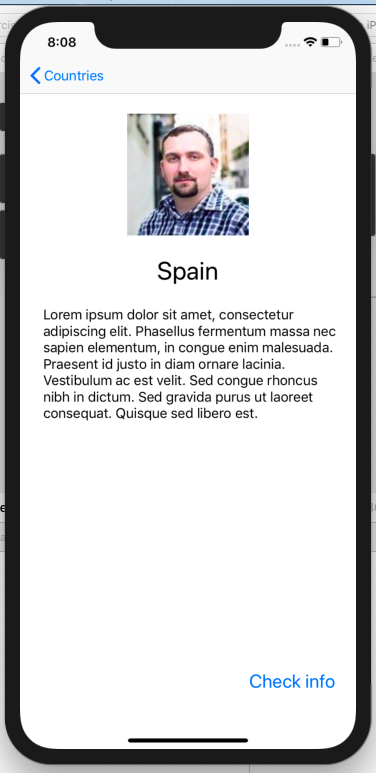 8:08
Countries
Spain
Lorem ipsum dolor sit amet, consectetur
adipiscing elit. Phasellus fermentum massa nec
sapien elementum, in congue enim malesuada.
Praesent id justo in diam ornare lacinia.
Vestibulum ac est velit. Sed congue rhoncus
nibh in dictum. Sed gravida purus ut laoreet
consequat. Quisque sed libero est.
Check info